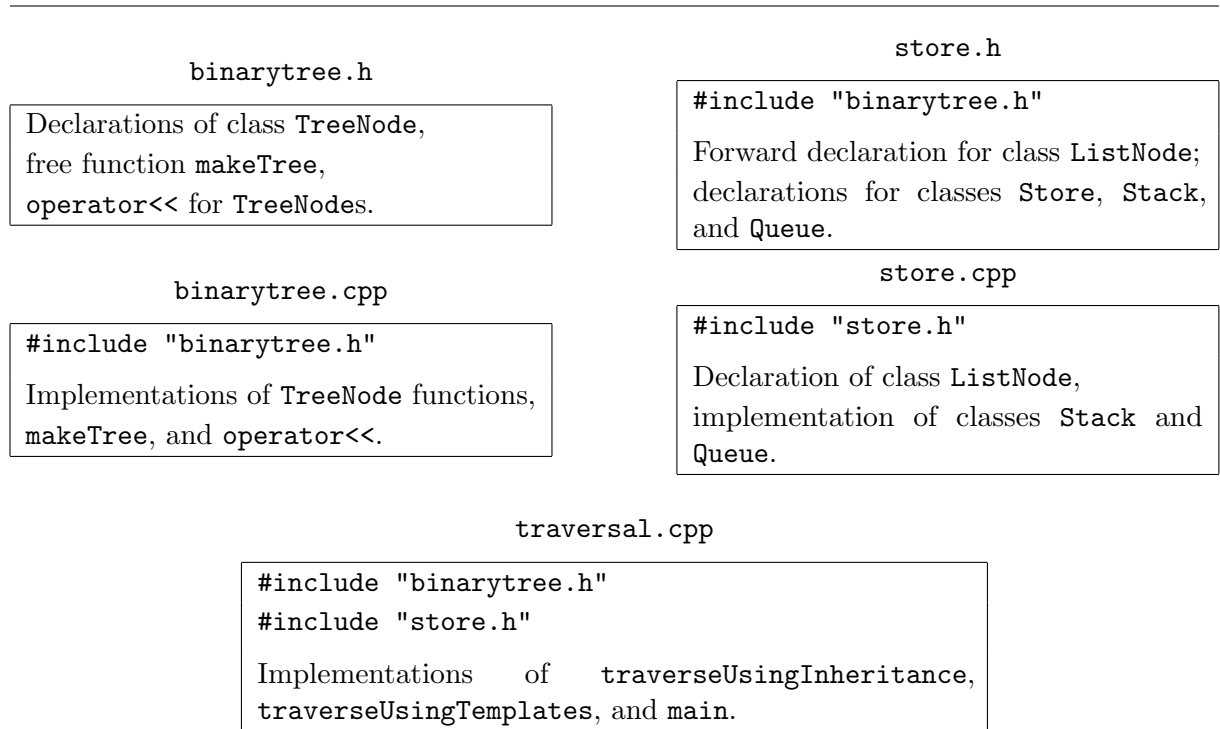 binarytree.h
Declarations of class TreeNode,
free function makeTree,
operator<< for TreeNodes.
store.h
#include "binarytree.h"
Forward declaration for class ListNode;
declarations for classes Store, Stack,
and Queue.
binarytree.cpp
#include "binarytree.h"
Implementations of TreeNode functions,
makeTree, and operator<<.
store.cpp
#include "store.h"
Declaration of class ListNode,
implementation of classes Stack and
Queue.
traversal.cpp
#include "binarytree.h"
#include "store.h"
Implementations of traverseUsingInheritance,
traverseUsingTemplates, and main.